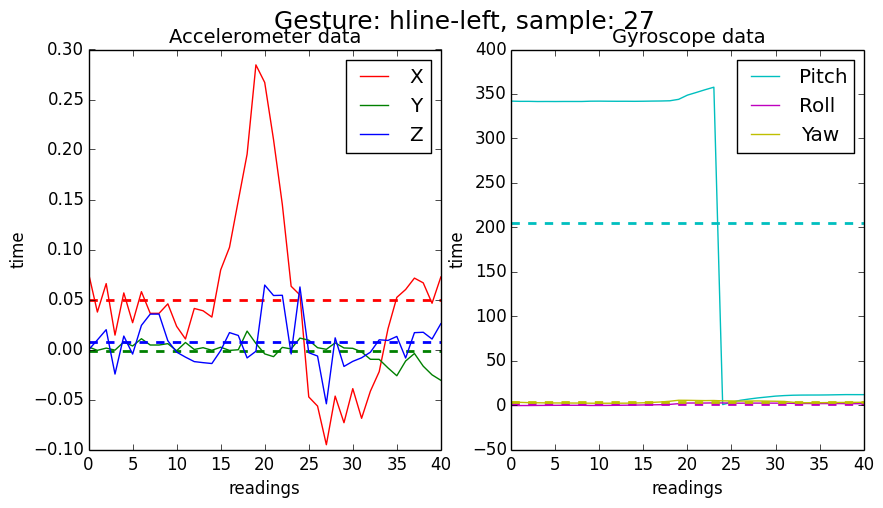 Gesture: hline-left, sample: 27
Accelerometer data
0.30
0.25
0.20
0.15
0.10
0.05
0.00
−0.05
−0.10
time
0 5 10 15 20 25 30 35 40
readings
X
Y
Z
Gyroscope data
400
350
300
250
200
150
100
50
0
−50
time
0 5 10 15 20 25 30 35 40
readings
Pitch
Roll
Yaw